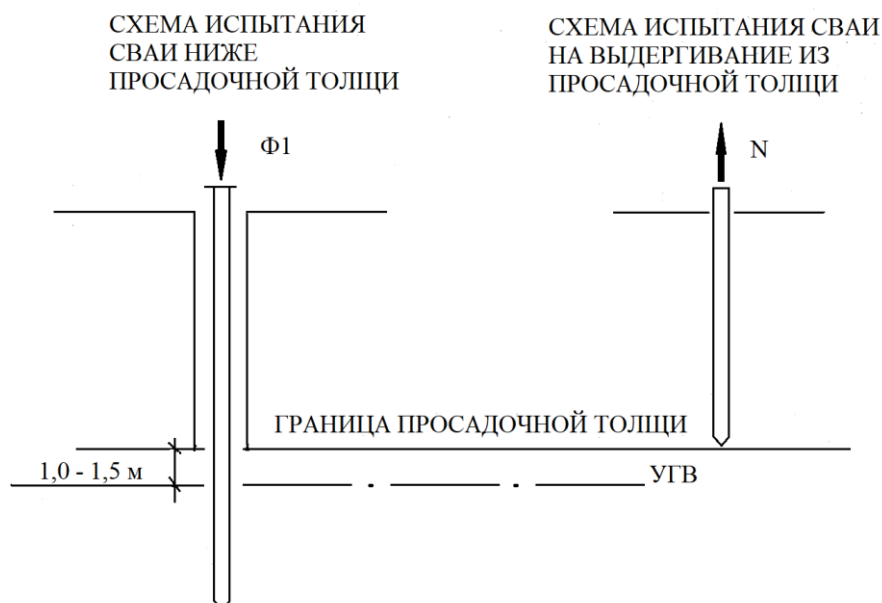 СХЕМА ИСПЫТАНИЯ
СВАИ НИЖЕ
ПРОСАДОЧНОЙ ТОЛЩИ
СХЕМА ИСПЫТАНИЯ СВАИ
НА ВЫДЕРГИВАНИЕ ИЗ
ПРОСАДОЧНОЙ ТОЛЩИ
Ф1
N
ГРАНИЦА ПРОСАДОЧНОЙ ТОЛЩИ
1,0 - 1,5 м
УГВ